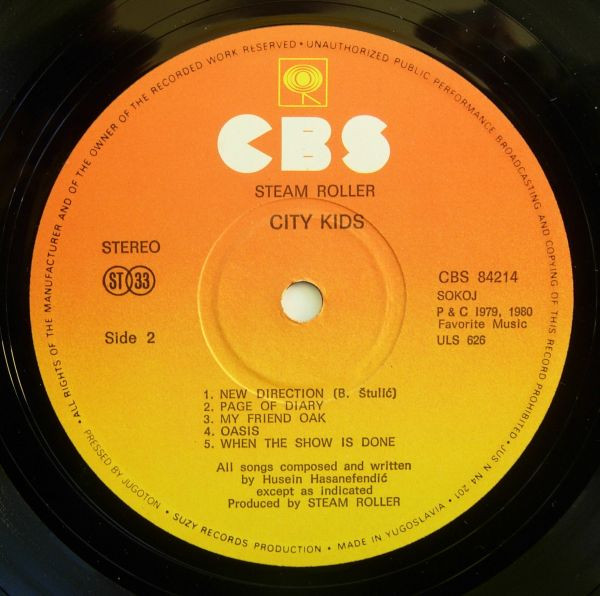 • ALL RIGHTS OF THE MANUFACTURER AND OF THE OWNER OF THE RECORDED WORK RESERVED • UNAUTHORIZED PUBLIC PERFORMANCE BROADCASTING AND COPYING OF THIS RECORD PROHIBITED • JUS N N4 201
CBS
STEAM ROLLER
CITY KIDS
STEREO
ST 33
Side 2
CBS 84214
SOKOJ
P & C 1979, 1980
Favorite Music
ULS 626
1. NEW DIRECTION (B. Štulić)
2. PAGE OF DIARY
3. MY FRIEND OAK
4. OASIS
5. WHEN THE SHOW IS DONE
All songs composed and written
by Husein Hasanefendić
except as indicated
Produced by STEAM ROLLER
PRESSED BY JUGOTON • SUZY RECORDS PRODUCTION • MADE IN YUGOSLAVIA •